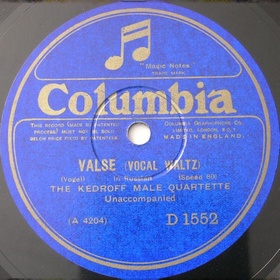 Magic Notes
TRADE MARK
Columbia
THIS RECORD (MADE IN PATENTED
PROCESS) MUST NOT BE SOLD
BELOW PRICE FIXED BY PATENTEES
COLUMBIA GRAPHOPHONE CO.
LIMITED, LONDON, E.C.1
MADE IN ENGLAND.
VALSE (VOCAL WALTZ)
(Vogel) In Russian (Speed 80)
THE KEDROFF MALE QUARTETTE
Unaccompanied
(A 4204) D 1552